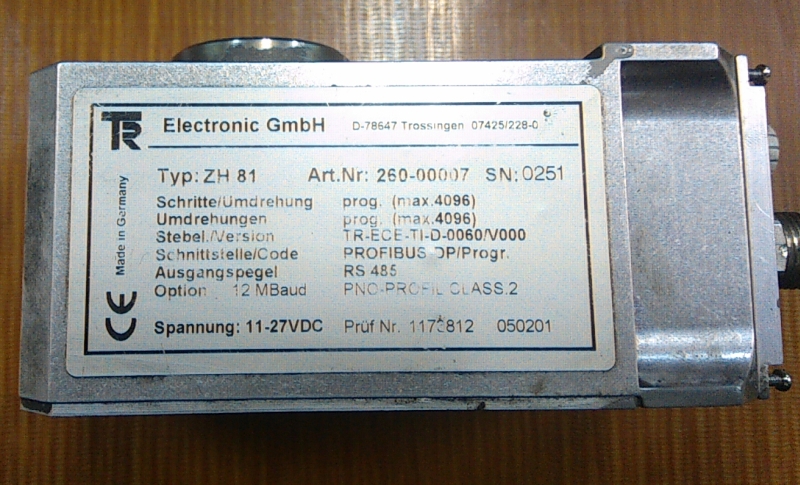 TR Electronic GmbH D-78647 Trossingen 07425/228-0
Typ: ZH 81 Art.Nr: 260-00007 SN: 0251
Schritte/Umdrehung prog. (max.4096)
Umdrehungen prog. (max.4096)
Stebel./Version TR-ECE-TI-D-0060/V000
Schnittstelle/Code PROFIBUS DP/Progr.
Ausgangspegel RS 485
Option 12 MBaud PNO-PROFIL CLASS.2
Spannung: 11-27VDC Prüf Nr. 1173812 050201
Made in Germany
CE